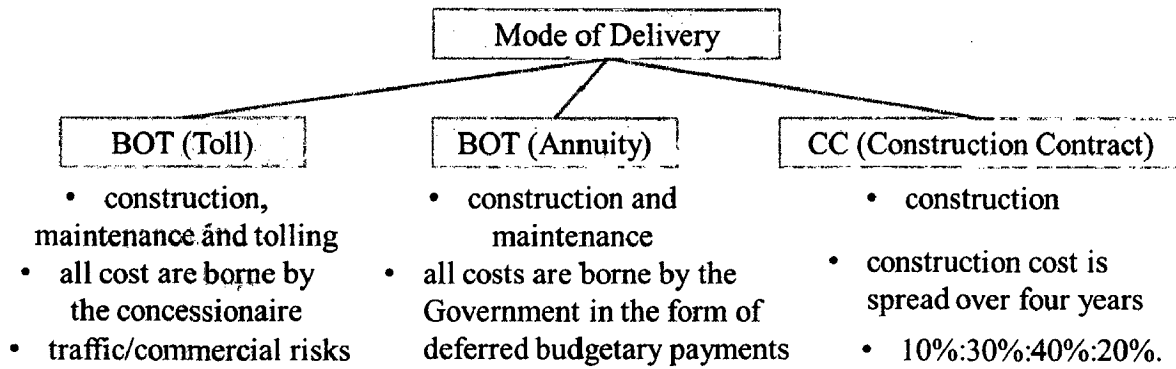 Mode of Delivery
BOT (Toll)
• construction,
maintenance and tolling
• all cost are borne by
the concessionaire
• traffic/commercial risks
BOT (Annuity)
• construction and
maintenance
• all costs are borne by the
Government in the form of
deferred budgetary payments
CC (Construction Contract)
• construction
• construction cost is
spread over four years
• 10%:30%:40%:20%.